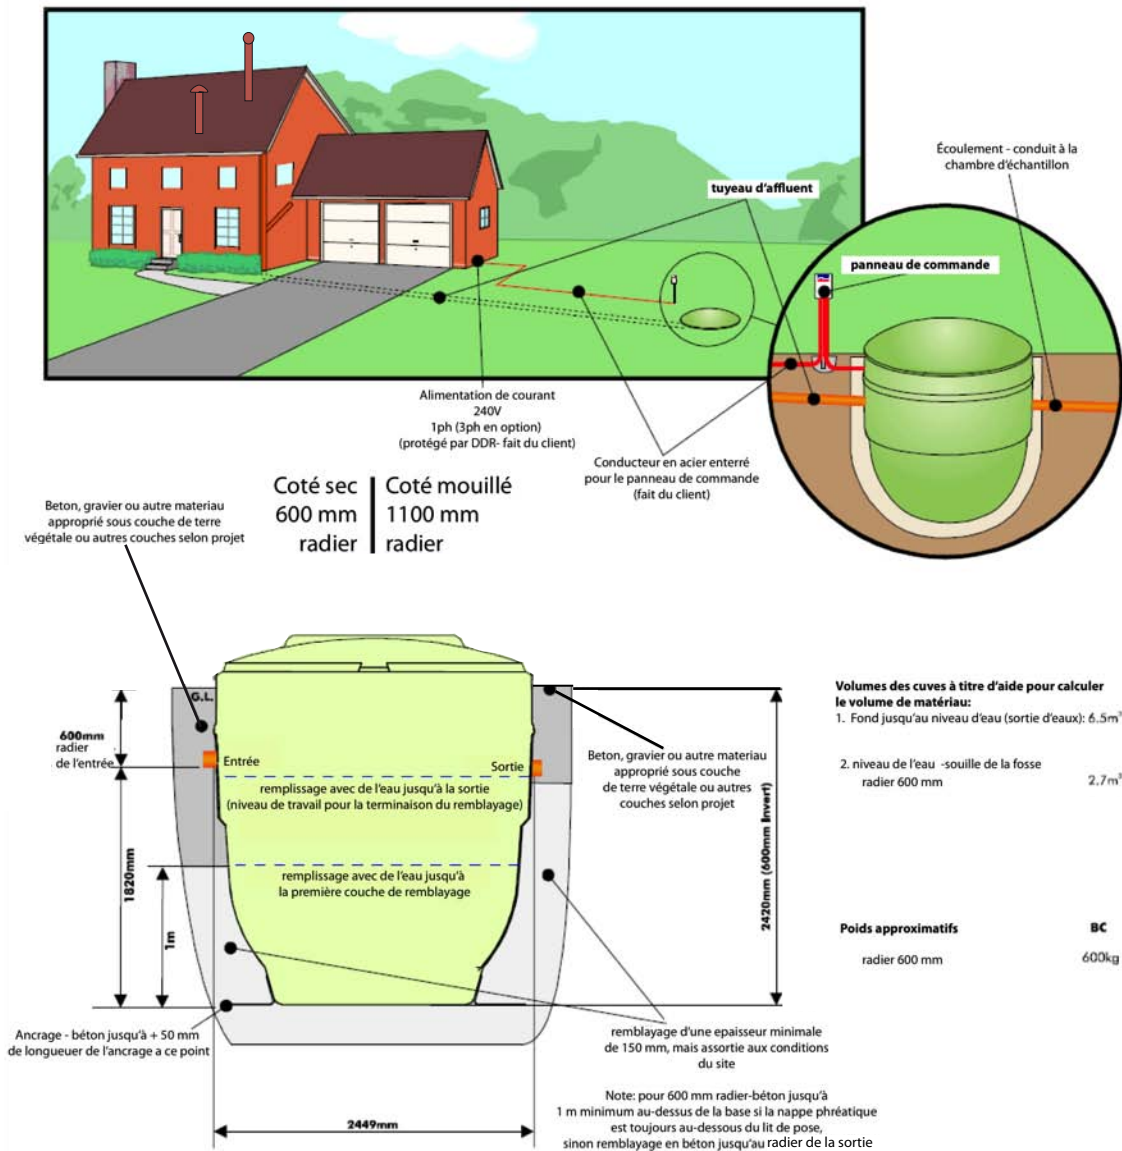 Écoulement - conduit à la
chambre d'échantillon
tuyeau d'affluent
panneau de commande
Alimentation de courant
240V
1ph (3ph en option)
(protégé par DDR- fait du client)
Conducteur en acier enterré
pour le panneau de commande
(fait du client)
Coté sec
600 mm
radier
Coté mouillé
1100 mm
radier
Beton, gravier ou autre materiau
approprié sous couche de terre
végétale ou autres couches selon projet
G.L.
600mm
radier
de l'entrée
Entrée
Sortie
remplissage avec de l'eau jusqu'à la sortie
(niveau de travail pour la terminaison du remblayage)
remplissage avec de l'eau jusqu'à
la première couche de remblayage
1820mm
1m
2420mm (600mm Invert)
Beton, gravier ou autre materiau
approprié sous couche
de terre végétale ou autres
couches selon projet
Volumes des cuves à titre d'aide pour calculer
le volume de matériau:
1. Fond jusqu'au niveau d'eau (sortie d'eaux): 6.5m³
2. niveau de l'eau -souille de la fosse
radier 600 mm 2.7m³
Poids approximatifs BC
radier 600 mm 600kg
Ancrage - béton jusqu'à + 50 mm
de longueuer de l'ancrage a ce point
remblayage d'une epaisseur minimale
de 150 mm, mais assortie aux conditions
du site
2449mm
Note: pour 600 mm radier-béton jusqu'à
1 m minimum au-dessus de la base si la nappe phréatique
est toujours au-dessous du lit de pose,
sinon remblayage en béton jusqu'au radier de la sortie